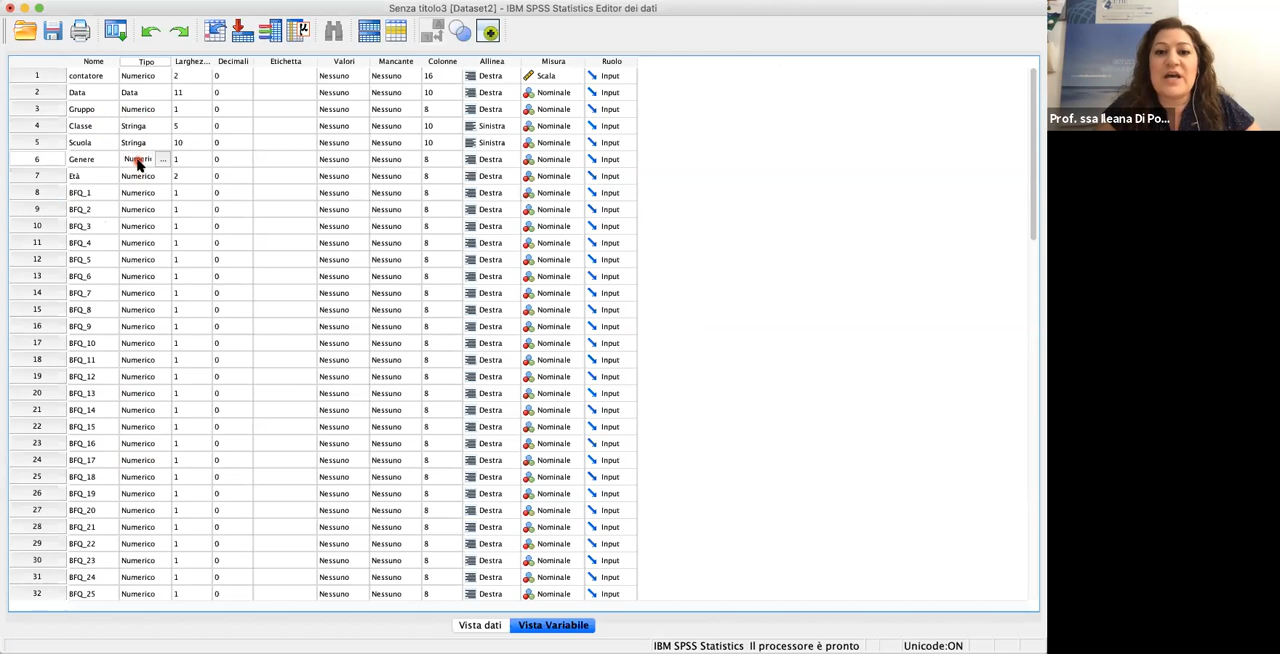 Senza titolo3 [Dataset2] - IBM SPSS Statistics Editor dei dati
Nome Tipo Larghez... Decimali Etichetta Valori Mancante Colonne Allinea Misura Ruolo
1 contatore Numerico 2 0 Nessuno Nessuno 16 Destra Scala Input
2 Data Data 11 0 Nessuno Nessuno 10 Destra Nominale Input
3 Gruppo Numerico 1 0 Nessuno Nessuno 8 Destra Nominale Input
4 Classe Stringa 5 0 Nessuno Nessuno 10 Sinistra Nominale Input
5 Scuola Stringa 10 0 Nessuno Nessuno 10 Sinistra Nominale Input
6 Genere ... 1 0 Nessuno Nessuno 8 Destra Nominale Input
7 Età Numerico 2 0 Nessuno Nessuno 8 Destra Nominale Input
8 BFQ_1 Numerico 1 0 Nessuno Nessuno 8 Destra Nominale Input
9 BFQ_2 Numerico 1 0 Nessuno Nessuno 8 Destra Nominale Input
10 BFQ_3 Numerico 1 0 Nessuno Nessuno 8 Destra Nominale Input
11 BFQ_4 Numerico 1 0 Nessuno Nessuno 8 Destra Nominale Input
12 BFQ_5 Numerico 1 0 Nessuno Nessuno 8 Destra Nominale Input
13 BFQ_6 Numerico 1 0 Nessuno Nessuno 8 Destra Nominale Input
14 BFQ_7 Numerico 1 0 Nessuno Nessuno 8 Destra Nominale Input
15 BFQ_8 Numerico 1 0 Nessuno Nessuno 8 Destra Nominale Input
16 BFQ_9 Numerico 1 0 Nessuno Nessuno 8 Destra Nominale Input
17 BFQ_10 Numerico 1 0 Nessuno Nessuno 8 Destra Nominale Input
18 BFQ_11 Numerico 1 0 Nessuno Nessuno 8 Destra Nominale Input
19 BFQ_12 Numerico 1 0 Nessuno Nessuno 8 Destra Nominale Input
20 BFQ_13 Numerico 1 0 Nessuno Nessuno 8 Destra Nominale Input
21 BFQ_14 Numerico 1 0 Nessuno Nessuno 8 Destra Nominale Input
22 BFQ_15 Numerico 1 0 Nessuno Nessuno 8 Destra Nominale Input
23 BFQ_16 Numerico 1 0 Nessuno Nessuno 8 Destra Nominale Input
24 BFQ_17 Numerico 1 0 Nessuno Nessuno 8 Destra Nominale Input
25 BFQ_18 Numerico 1 0 Nessuno Nessuno 8 Destra Nominale Input
26 BFQ_19 Numerico 1 0 Nessuno Nessuno 8 Destra Nominale Input
27 BFQ_20 Numerico 1 0 Nessuno Nessuno 8 Destra Nominale Input
28 BFQ_21 Numerico 1 0 Nessuno Nessuno 8 Destra Nominale Input
29 BFQ_22 Numerico 1 0 Nessuno Nessuno 8 Destra Nominale Input
30 BFQ_23 Numerico 1 0 Nessuno Nessuno 8 Destra Nominale Input
31 BFQ_24 Numerico 1 0 Nessuno Nessuno 8 Destra Nominale Input
32 BFQ_25 Numerico 1 0 Nessuno Nessuno 8 Destra Nominale Input
Vista dati Vista Variabile
IBM SPSS Statistics Il processore è pronto Unicode:ON
Prof. ssa Ileana Di Po...